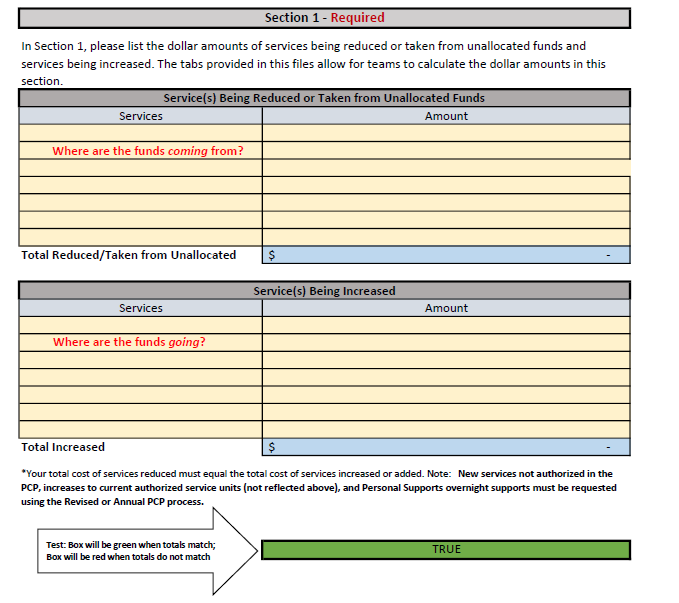 Section 1 - Required
In Section 1, please list the dollar amounts of services being reduced or taken from unallocated funds and
services being increased. The tabs provided in this files allow for teams to calculate the dollar amounts in this
section.
Service(s) Being Reduced or Taken from Unallocated Funds
Services Amount
Where are the funds coming from?
Total Reduced/Taken from Unallocated $ -
Service(s) Being Increased
Services Amount
Where are the funds going?
Total Increased $ -
*Your total cost of services reduced must equal the total cost of services increased or added. Note: New services not authorized in the
PCP, increases to current authorized service units (not reflected above), and Personal Supports overnight supports must be requested
using the Revised or Annual PCP process.
Test: Box will be green when totals match;
Box will be red when totals do not match
TRUE